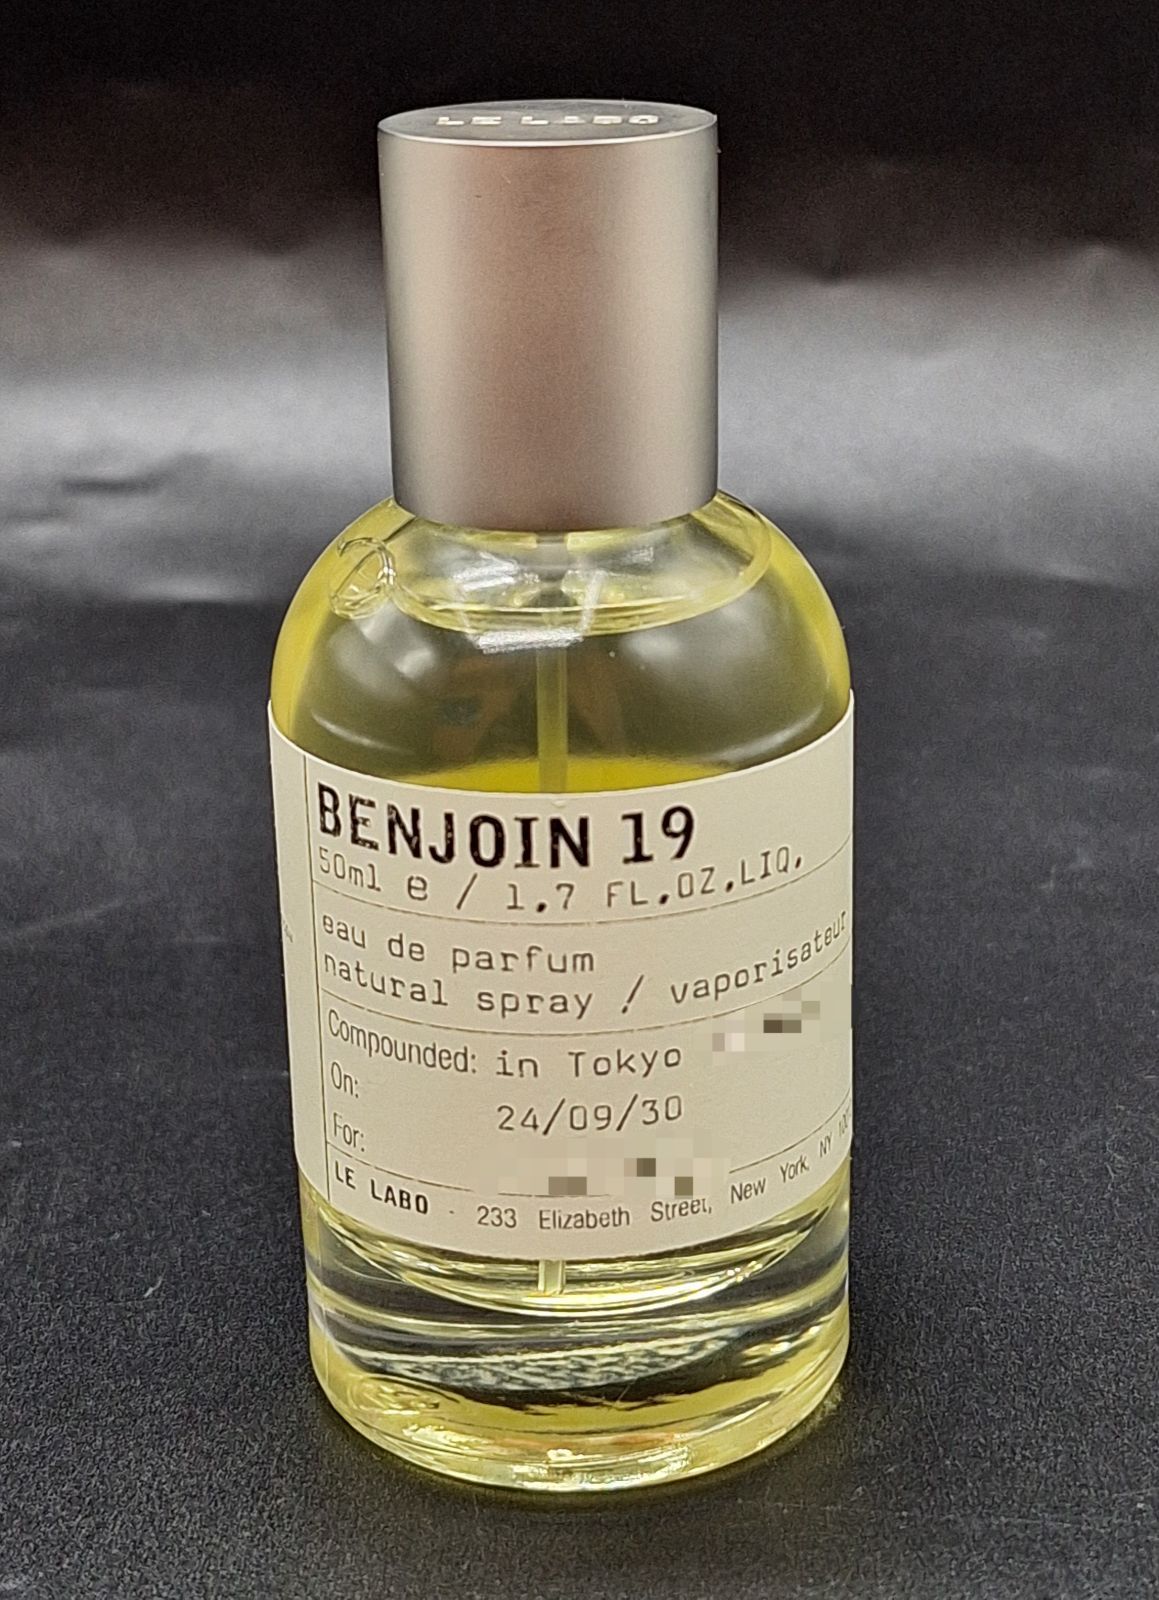 LE LABO
BENJOIN 19
50ml e / 1.7 FL.OZ.LIQ.
eau de parfum
natural spray / vaporisateur
Compounded: in Tokyo
On: 24/09/30
For:
LE LABO - 233 Elizabeth Street, New York, NY